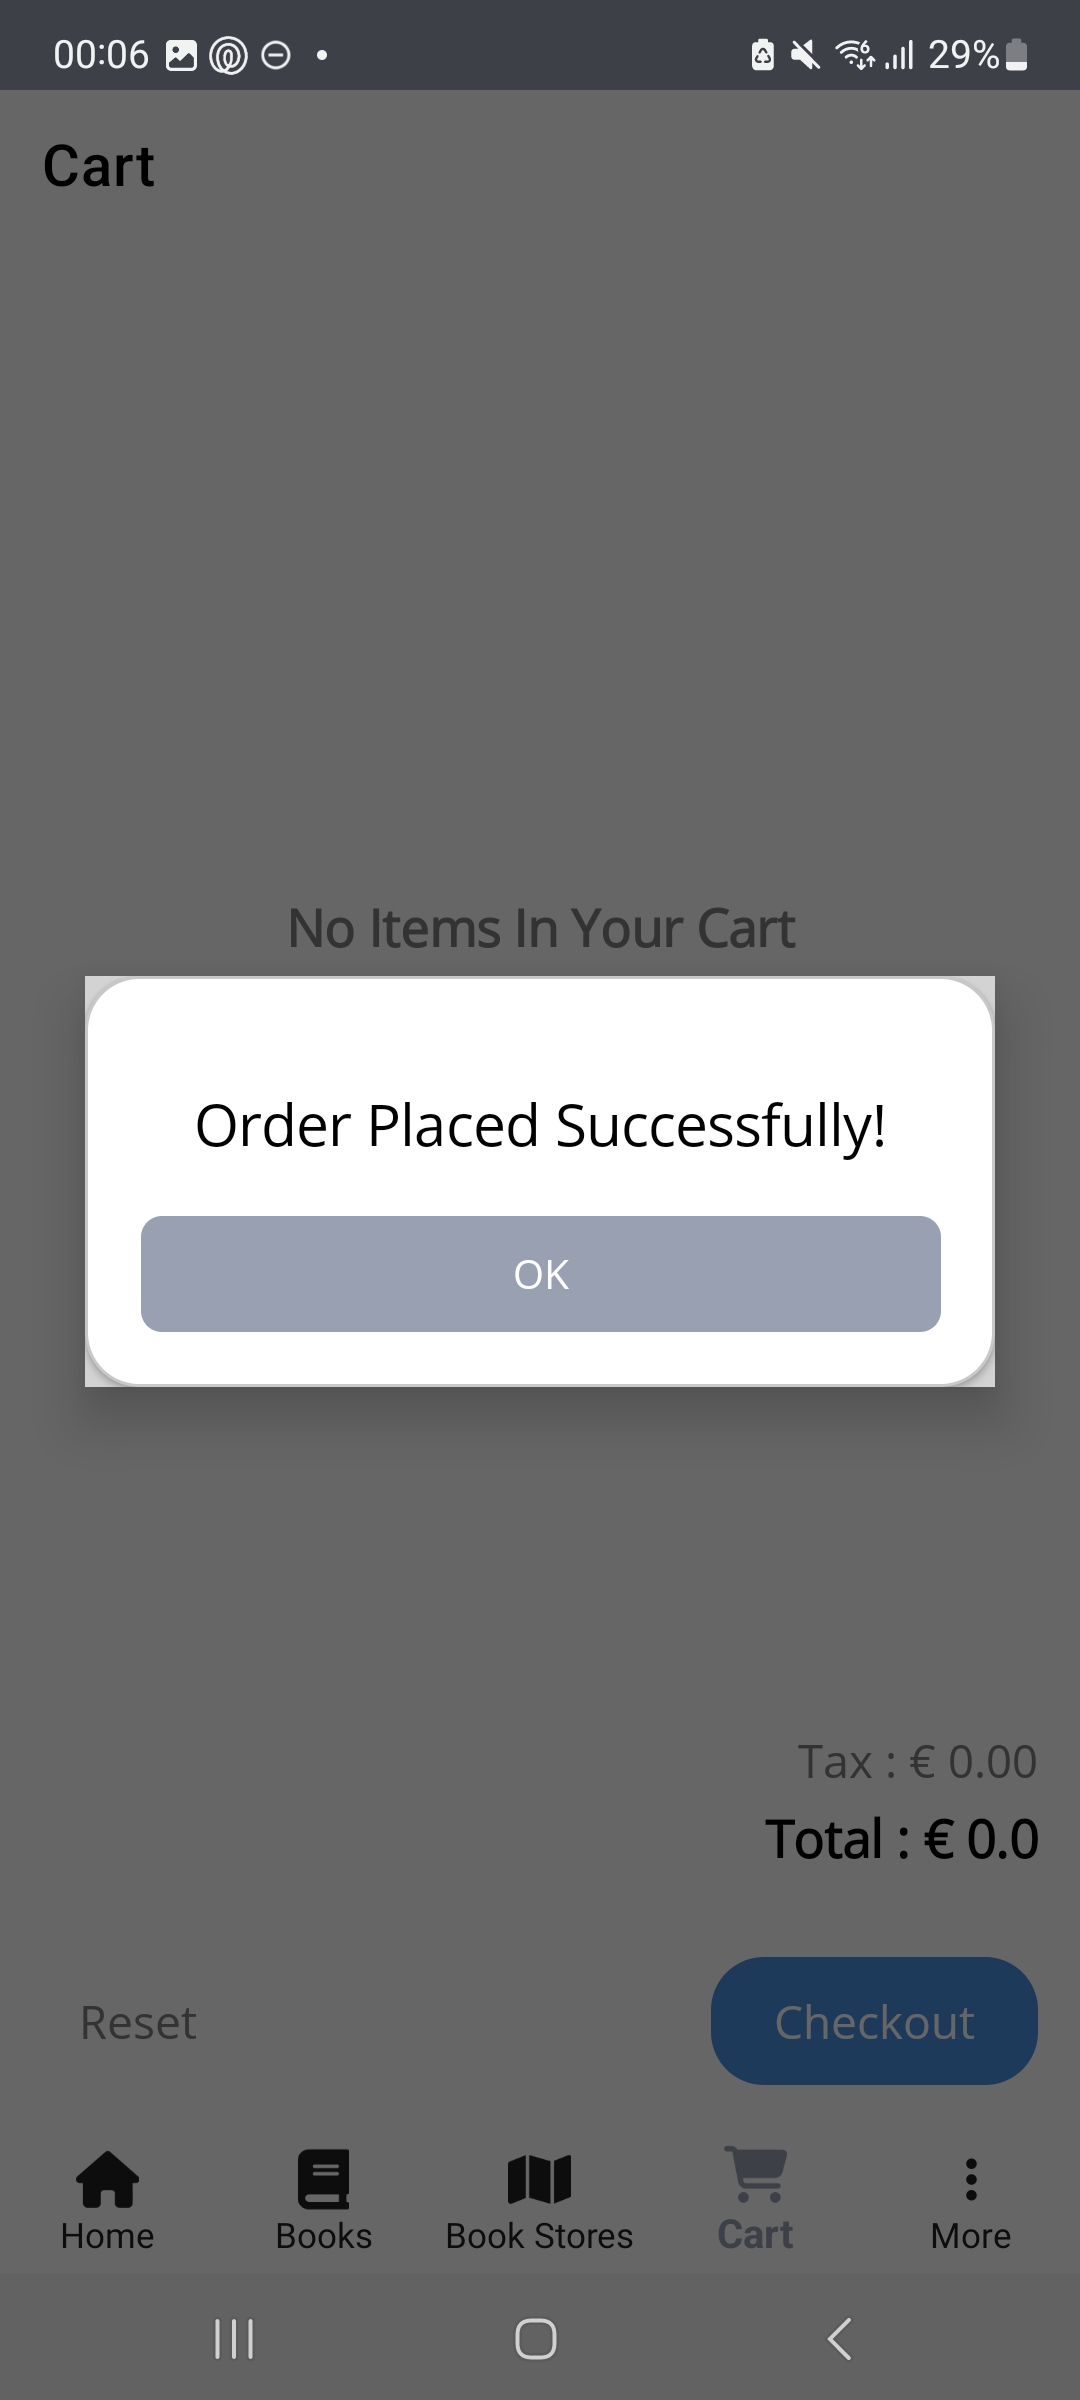 00:06 29%
Cart
No Items In Your Cart
Order Placed Successfully!
OK
Tax : € 0.00
Total : € 0.0
Reset Checkout
Home Books Book Stores Cart More